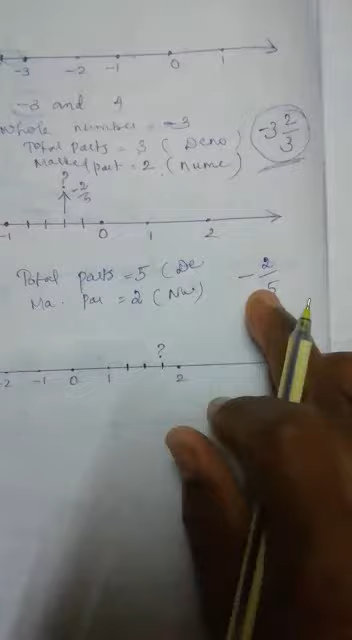 -3 -2 -1 0 1
-3 and 4
Whole number = -3
Total parts = 3 (Deno)
Marked part = 2 (Nume)
-3 2/3
?
-2/5
-1 0 1 2
Total parts = 5 (De
Ma. par = 2 (Nu)
- 2/5
?
-2 -1 0 1 2